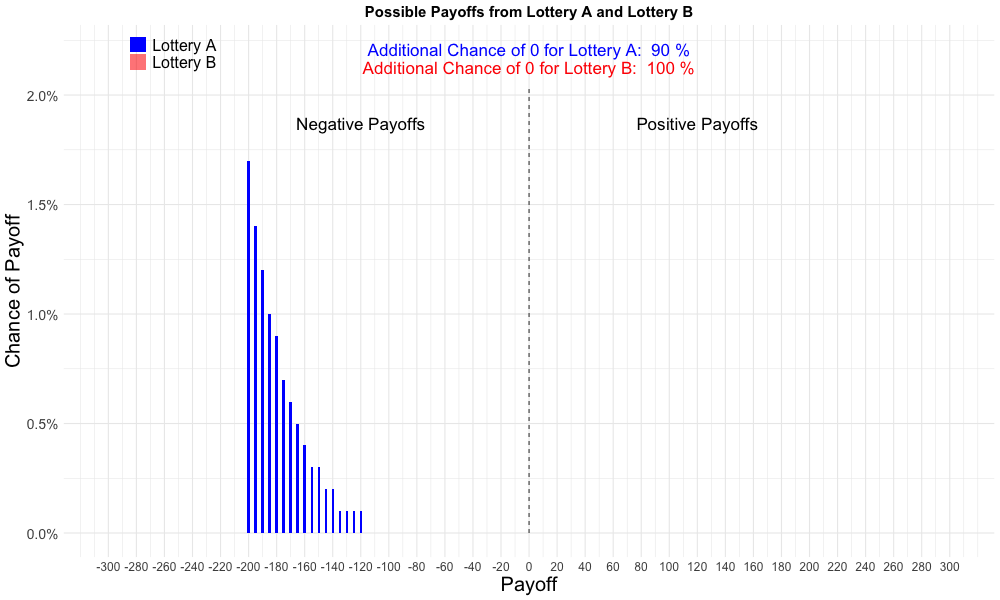 Possible Payoffs from Lottery A and Lottery B
Lottery A
Lottery B
Additional Chance of 0 for Lottery A:  90 %
Additional Chance of 0 for Lottery B:  100 %
Negative Payoffs
Positive Payoffs
Chance of Payoff
2.0%
1.5%
1.0%
0.5%
0.0%
-300 -280 -260 -240 -220 -200 -180 -160 -140 -120 -100 -80 -60 -40 -20 0 20 40 60 80 100 120 140 160 180 200 220 240 260 280 300
Payoff